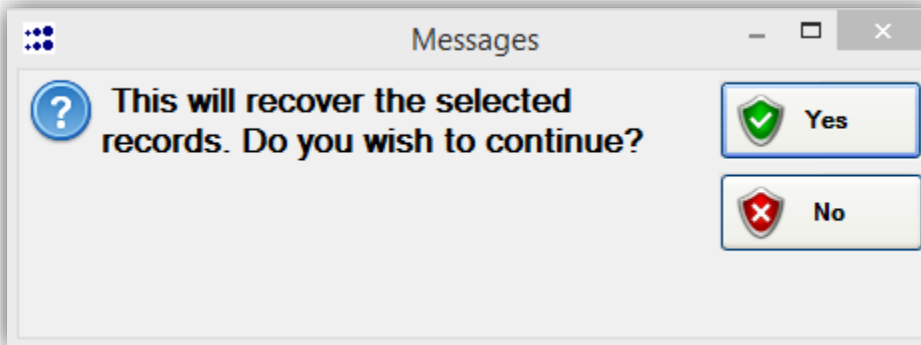 Messages
This will recover the selected
records. Do you wish to continue?
Yes
No